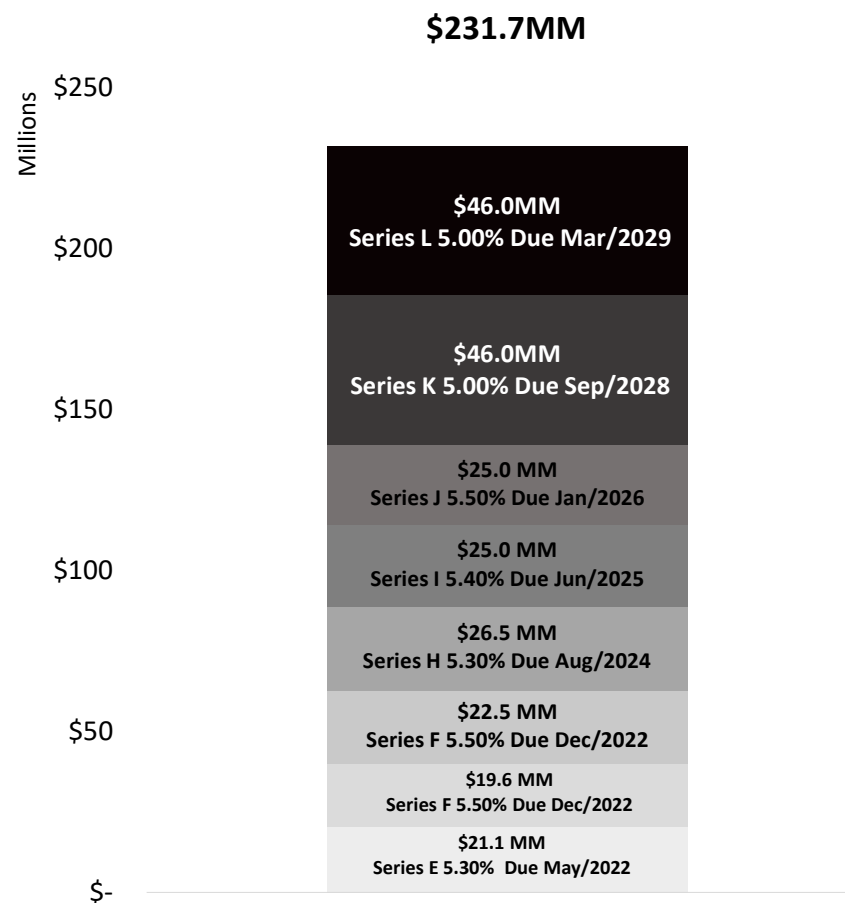 $231.7MM
Millions
$250
$200
$150
$100
$50
$-
$46.0MM
Series L 5.00% Due Mar/2029
$46.0MM
Series K 5.00% Due Sep/2028
$25.0 MM
Series J 5.50% Due Jan/2026
$25.0 MM
Series I 5.40% Due Jun/2025
$26.5 MM
Series H 5.30% Due Aug/2024
$22.5 MM
Series F 5.50% Due Dec/2022
$19.6 MM
Series F 5.50% Due Dec/2022
$21.1 MM
Series E 5.30%  Due May/2022